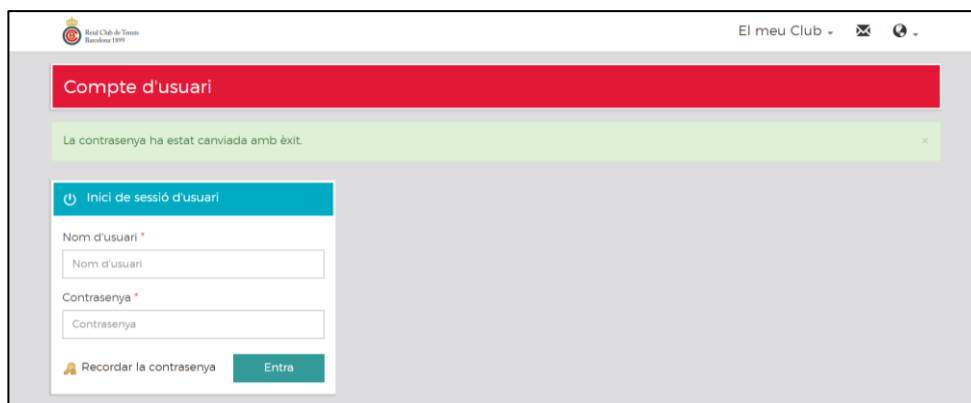 Reial Club de Tennis
Barcelona 1899
El meu Club
Compte d'usuari
La contrasenya ha estat canviada amb èxit.
×
Inici de sessió d'usuari
Nom d'usuari *
Nom d'usuari
Contrasenya *
Contrasenya
Recordar la contrasenya
Entra